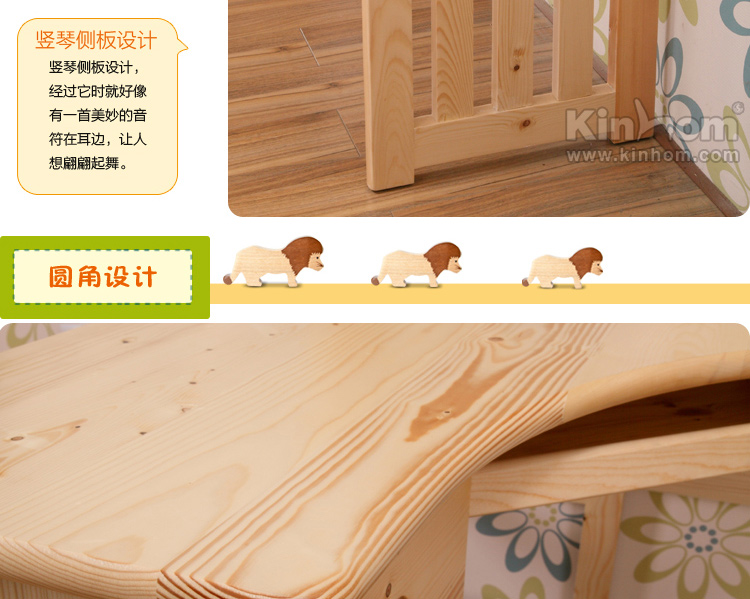 竖琴侧板设计
竖琴侧板设计，
经过它时就好像
有一首美妙的音
符在耳边，让人
想翩翩起舞。
Kinhom
www.kinhom.com
圆角设计